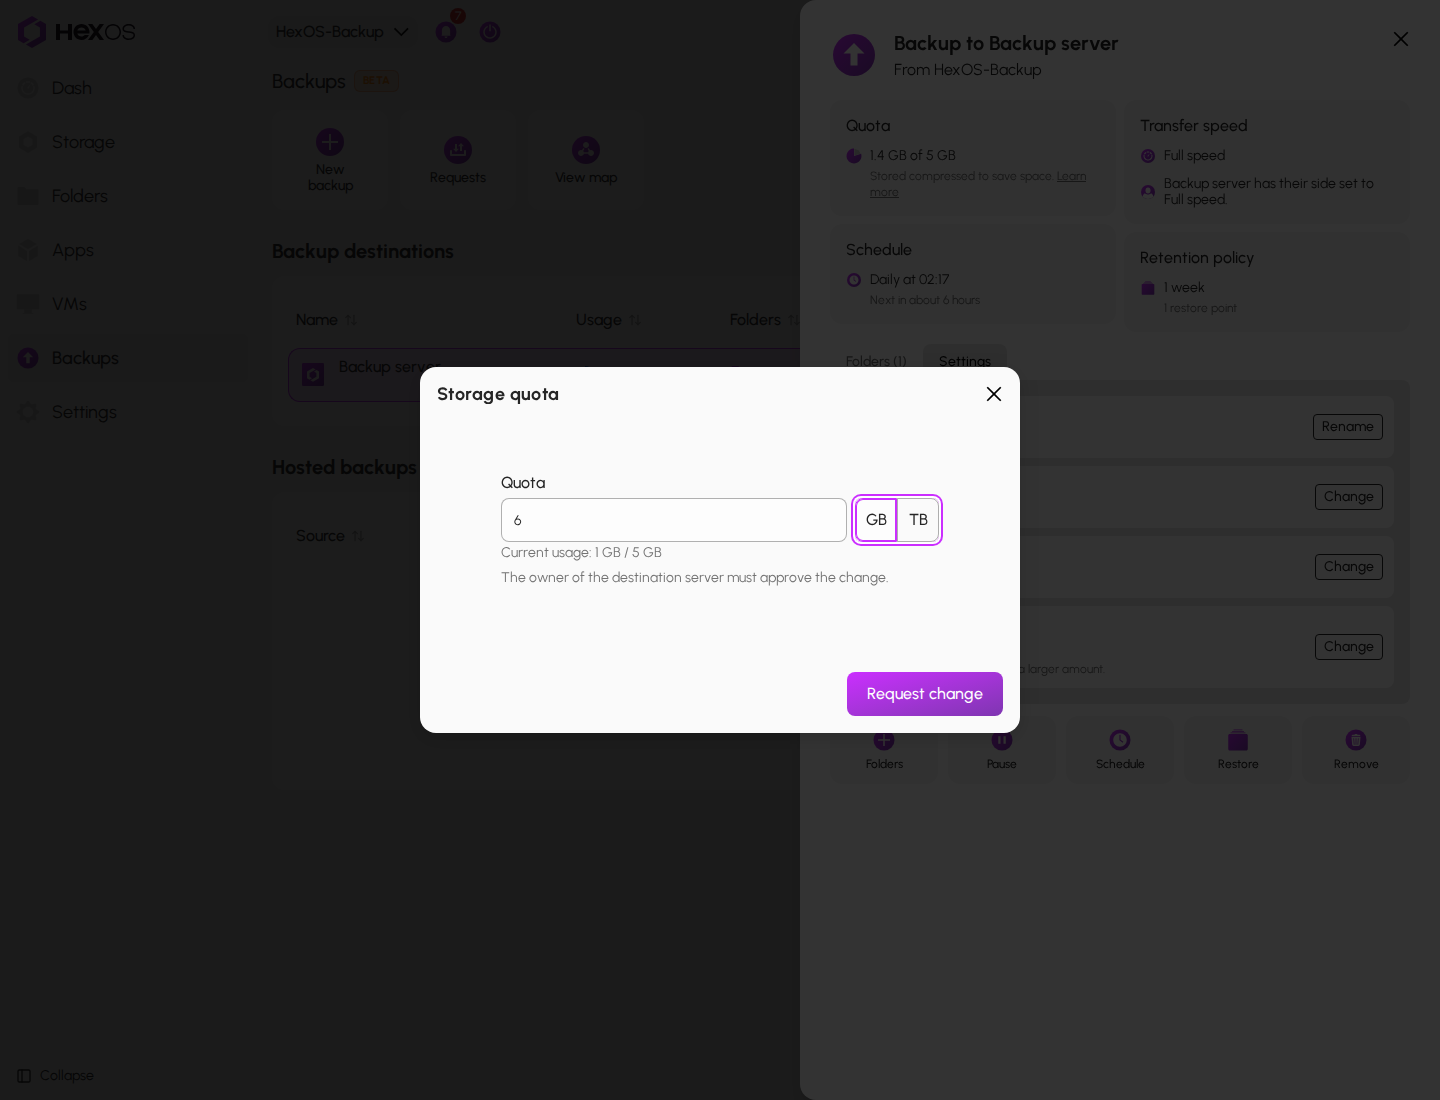 HexOS
HexOS-Backup
7
Dash
Storage
Folders
Apps
VMs
Backups
Settings
Collapse
Backups BETA
New
backup
Requests
View map
Backup destinations
Name
Usage
Folders
Backup server
Hosted backups
Source
Backup to Backup server
From HexOS-Backup
Quota
1.4 GB of 5 GB
Stored compressed to save space. Learn
more
Transfer speed
Full speed
Backup server has their side set to
Full speed.
Schedule
Daily at 02:17
Next in about 6 hours
Retention policy
1 week
1 restore point
Folders (1)
Settings
Rename
Change
Change
Change
a larger amount
Folders
Pause
Schedule
Restore
Remove
Storage quota
Quota
6
GB
TB
Current usage: 1 GB / 5 GB
The owner of the destination server must approve the change.
Request change